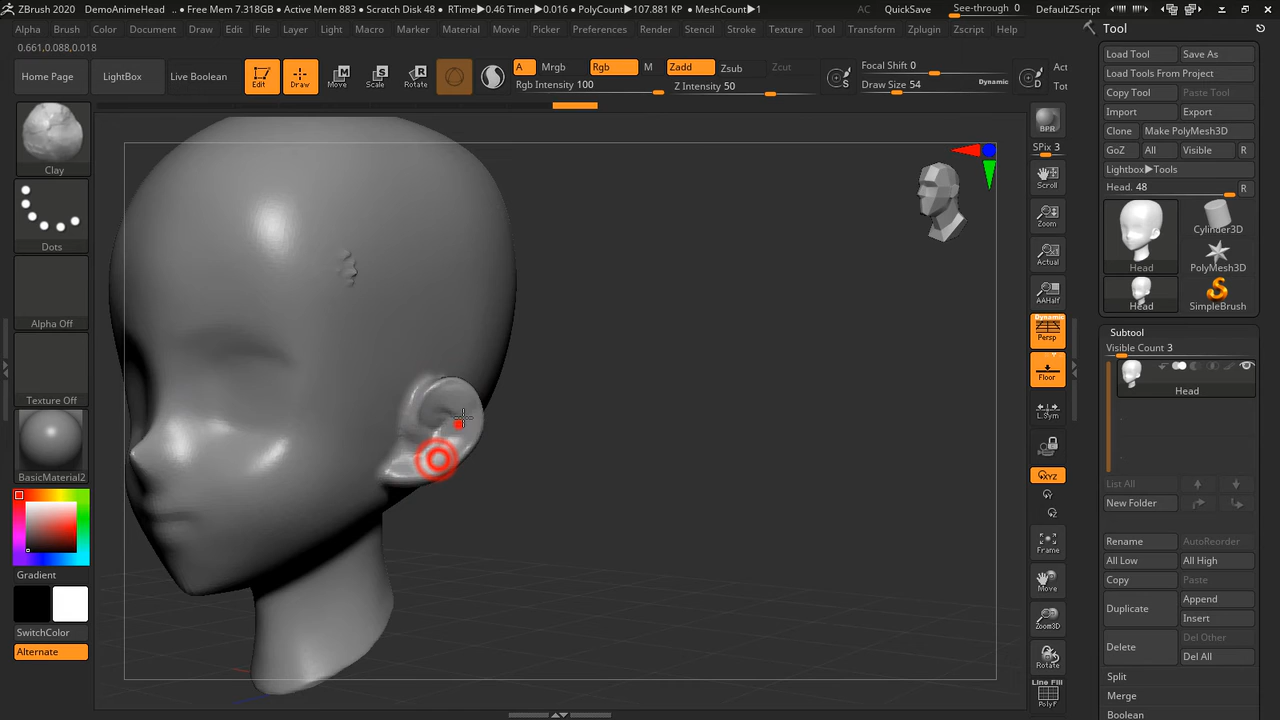 ZBrush 2020 DemoAnimeHead .. • Free Mem 7.318GB • Active Mem 883 • Scratch Disk 48 • RTime▶0.46 Timer▶0.016 • PolyCount▶107.881 KP • MeshCount▶1 AC QuickSave See-through 0 DefaultZScript
Alpha Brush Color Document Draw Edit File Layer Light Macro Marker Material Movie Picker Preferences Render Stencil Stroke Texture Tool Transform Zplugin Zscript Help
0.661,0.088,0.018
Home Page LightBox Live Boolean Edit Draw Move Scale Rotate
A Mrgb Rgb M Zadd Zsub Zcut
Rgb Intensity 100 Z Intensity 50
Focal Shift 0
Draw Size 54 Dynamic
S
D
Act
Tot
Clay
Dots
Alpha Off
Texture Off
BasicMaterial2
Gradient
SwitchColor
Alternate
BPR
SPix 3
Scroll
Zoom
Actual
AAHalf
Dynamic
Persp
Floor
L.Sym
XYZ
Y
Z
Frame
Move
Zoom3D
Rotate
Line Fill
PolyF
Tool
Load Tool Save As
Load Tools From Project
Copy Tool Paste Tool
Import Export
Clone Make PolyMesh3D
GoZ All Visible R
Lightbox▶Tools
Head. 48 R
Head Cylinder3D
PolyMesh3D
Head SimpleBrush
Subtool
Visible Count 3
Head
List All
New Folder
Rename AutoReorder
All Low All High
Copy Paste
Duplicate Append
Insert
Delete Del Other
Del All
Split
Merge
Boolean